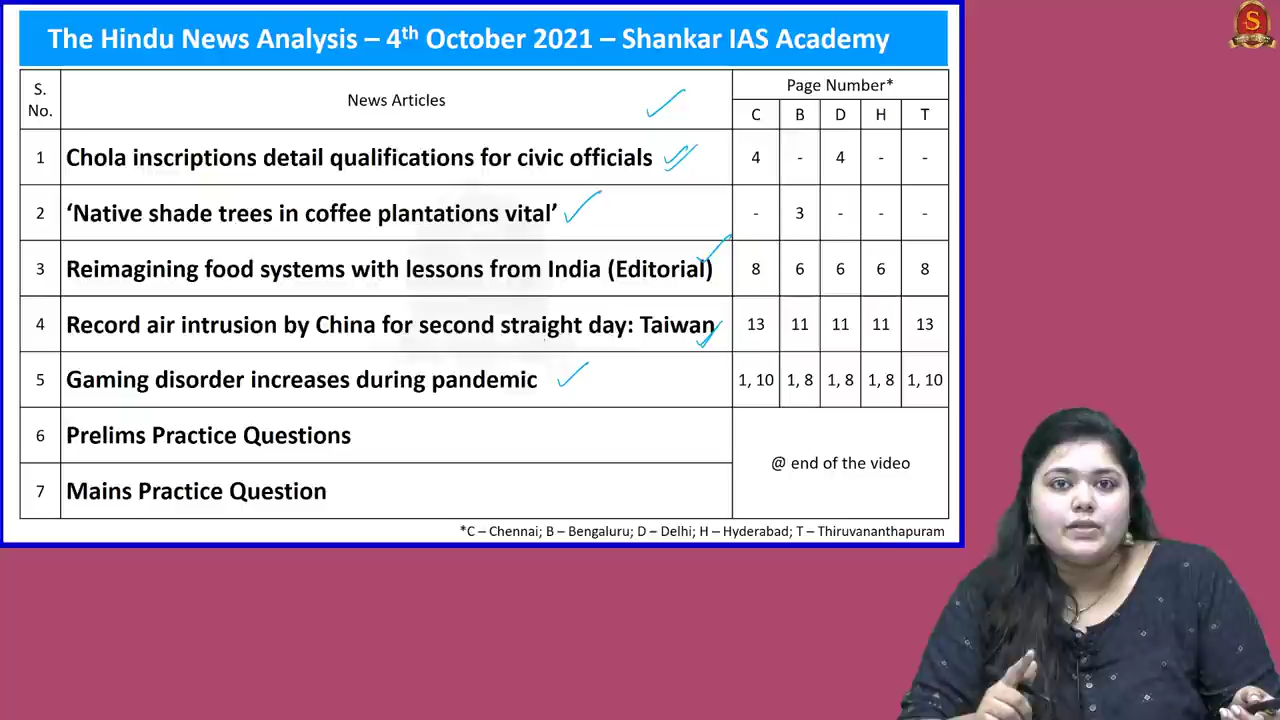 The Hindu News Analysis – 4th October 2021 – Shankar IAS Academy
S. No. News Articles Page Number*
C B D H T
1 Chola inscriptions detail qualifications for civic officials 4 - 4 - -
2 ‘Native shade trees in coffee plantations vital’ - 3 - - -
3 Reimagining food systems with lessons from India (Editorial) 8 6 6 6 8
4 Record air intrusion by China for second straight day: Taiwan 13 11 11 11 13
5 Gaming disorder increases during pandemic 1, 10 1, 8 1, 8 1, 8 1, 10
6 Prelims Practice Questions @ end of the video
7 Mains Practice Question
*C – Chennai; B – Bengaluru; D – Delhi; H – Hyderabad; T – Thiruvananthapuram
S